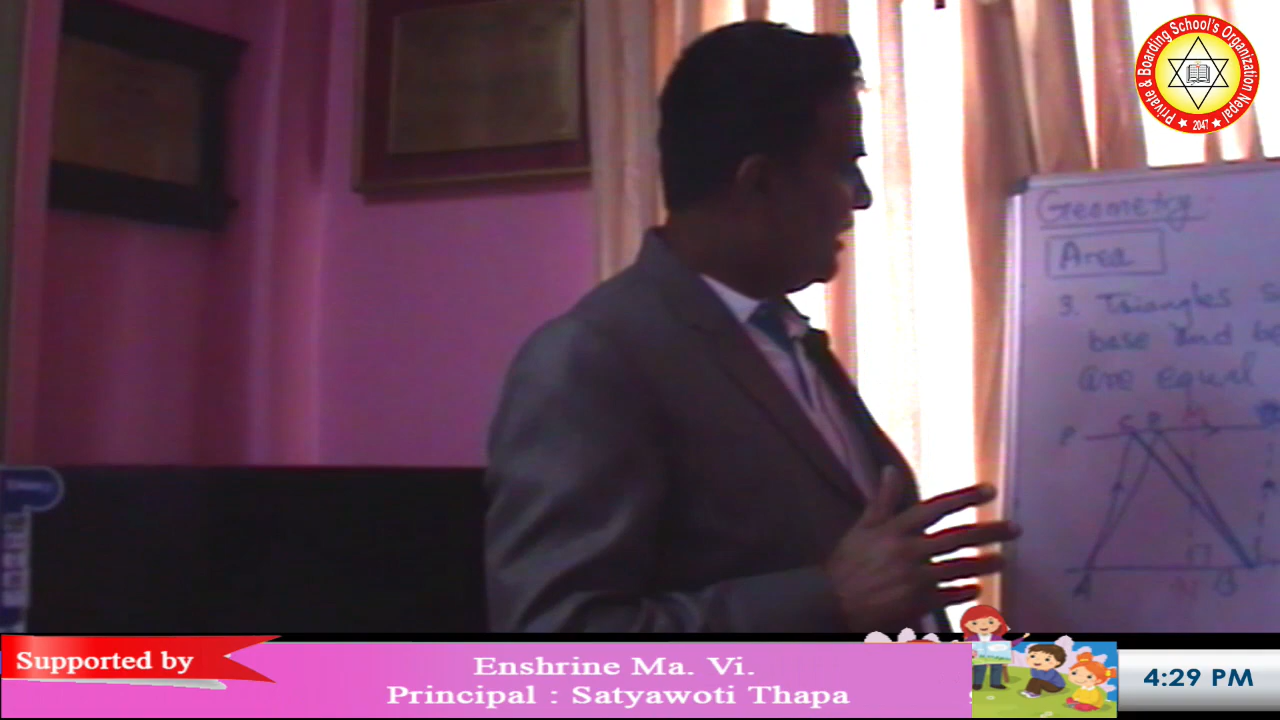 Private & Boarding School's Organization Nepal
2047
Geometry
Area
3. Triangles
base and be
are equal
P
A
Supported by
Enshrine Ma. Vi.
Principal : Satyawoti Thapa
4:29 PM